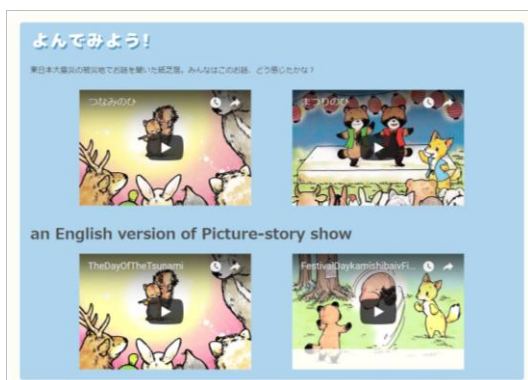 よんでみよう!
東日本大震災の被災地でお話を聞いた紙芝居。みんなはこのお話、どう感じたかな?
つなみのひ
まつりのひ
an English version of Picture-story show
TheDayOfTheTsunami
FestivalDaykamishibaivFi...